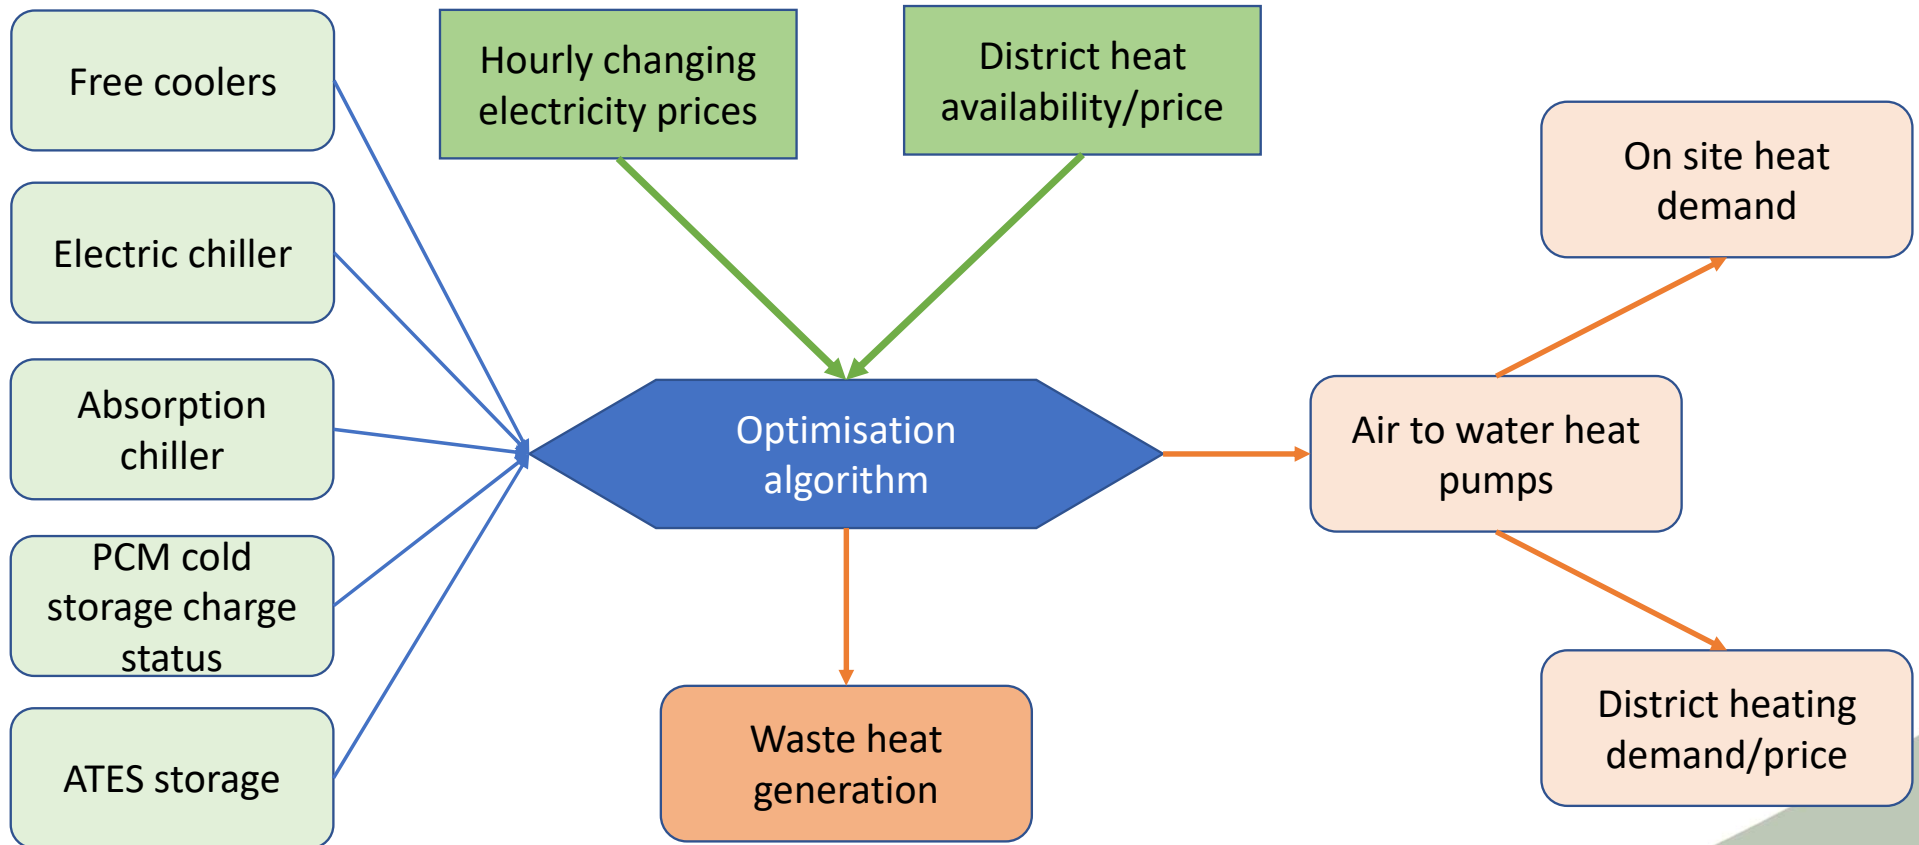 Free coolers
Hourly changing
electricity prices
District heat
availability/price
On site heat
demand
Electric chiller
Absorption
chiller
Optimisation
algorithm
Air to water heat
pumps
PCM cold
storage charge
status
ATES storage
Waste heat
generation
District heating
demand/price